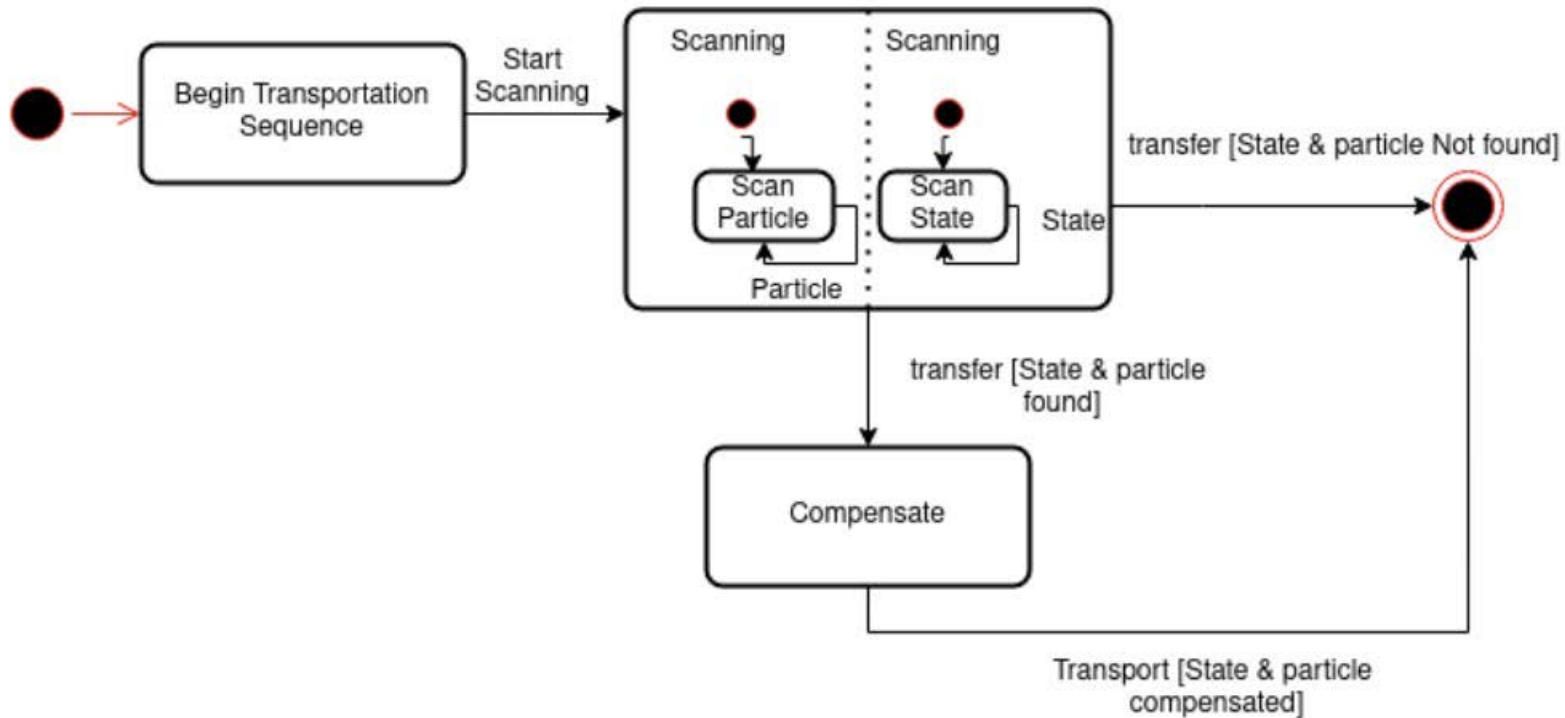 Begin Transportation
Sequence
Start
Scanning
Scanning
Scanning
Scan
Particle
Particle
Scan
State
State
transfer [State & particle Not found]
transfer [State & particle
found]
Compensate
Transport [State & particle
compensated]